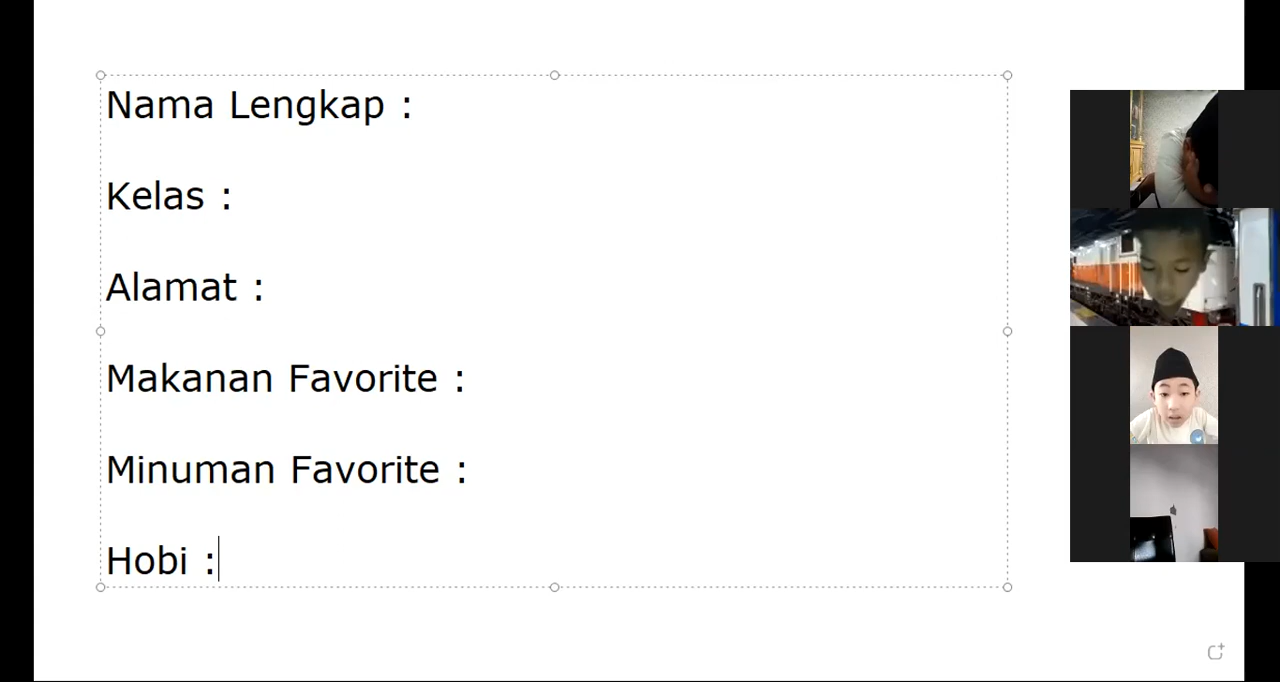 Nama Lengkap :
Kelas :
Alamat :
Makanan Favorite :
Minuman Favorite :
Hobi :